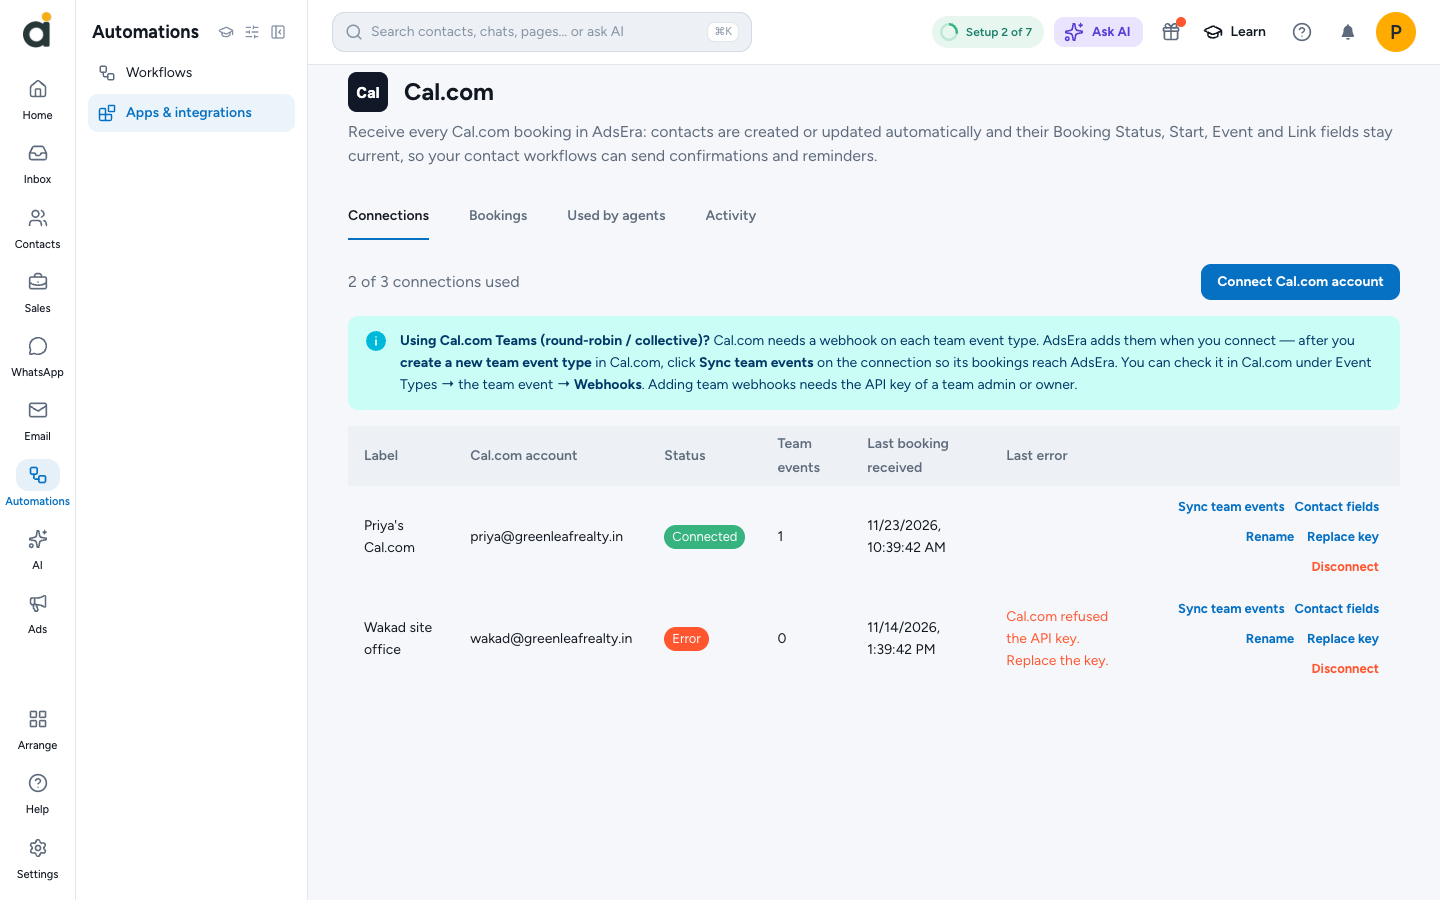 Automations
Search contacts, chats, pages... or ask AI
⌘K
Setup 2 of 7
Ask AI
Learn
P
Home
Inbox
Contacts
Sales
WhatsApp
Email
Automations
AI
Ads
Arrange
Help
Settings
Workflows
Apps & integrations
Cal
Cal.com
Receive every Cal.com booking in AdsEra: contacts are created or updated automatically and their Booking Status, Start, Event and Link fields stay
current, so your contact workflows can send confirmations and reminders.
Connections
Bookings
Used by agents
Activity
2 of 3 connections used
Connect Cal.com account
Using Cal.com Teams (round-robin / collective)? Cal.com needs a webhook on each team event type. AdsEra adds them when you connect — after you
create a new team event type in Cal.com, click Sync team events on the connection so its bookings reach AdsEra. You can check it in Cal.com under Event
Types → the team event → Webhooks. Adding team webhooks needs the API key of a team admin or owner.
Label
Cal.com account
Status
Team
events
Last booking
received
Last error
Priya's
Cal.com
priya@greenleafrealty.in
Connected
1
11/23/2026,
10:39:42 AM
Sync team events Contact fields
Rename Replace key
Disconnect
Wakad site
office
wakad@greenleafrealty.in
Error
0
11/14/2026,
1:39:42 PM
Cal.com refused
the API key.
Replace the key.
Sync team events Contact fields
Rename Replace key
Disconnect